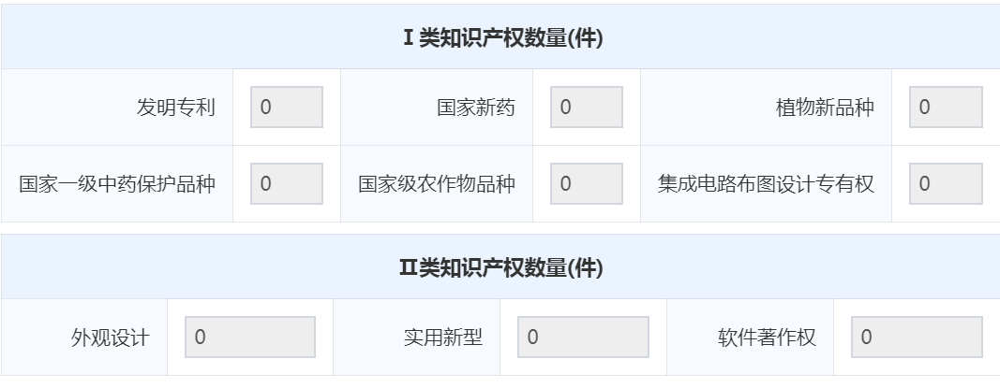 Ⅰ类知识产权数量(件)
发明专利 0 国家新药 0 植物新品种 0
国家一级中药保护品种 0 国家级农作物品种 0 集成电路布图设计专有权 0
Ⅱ类知识产权数量(件)
外观设计 0 实用新型 0 软件著作权 0